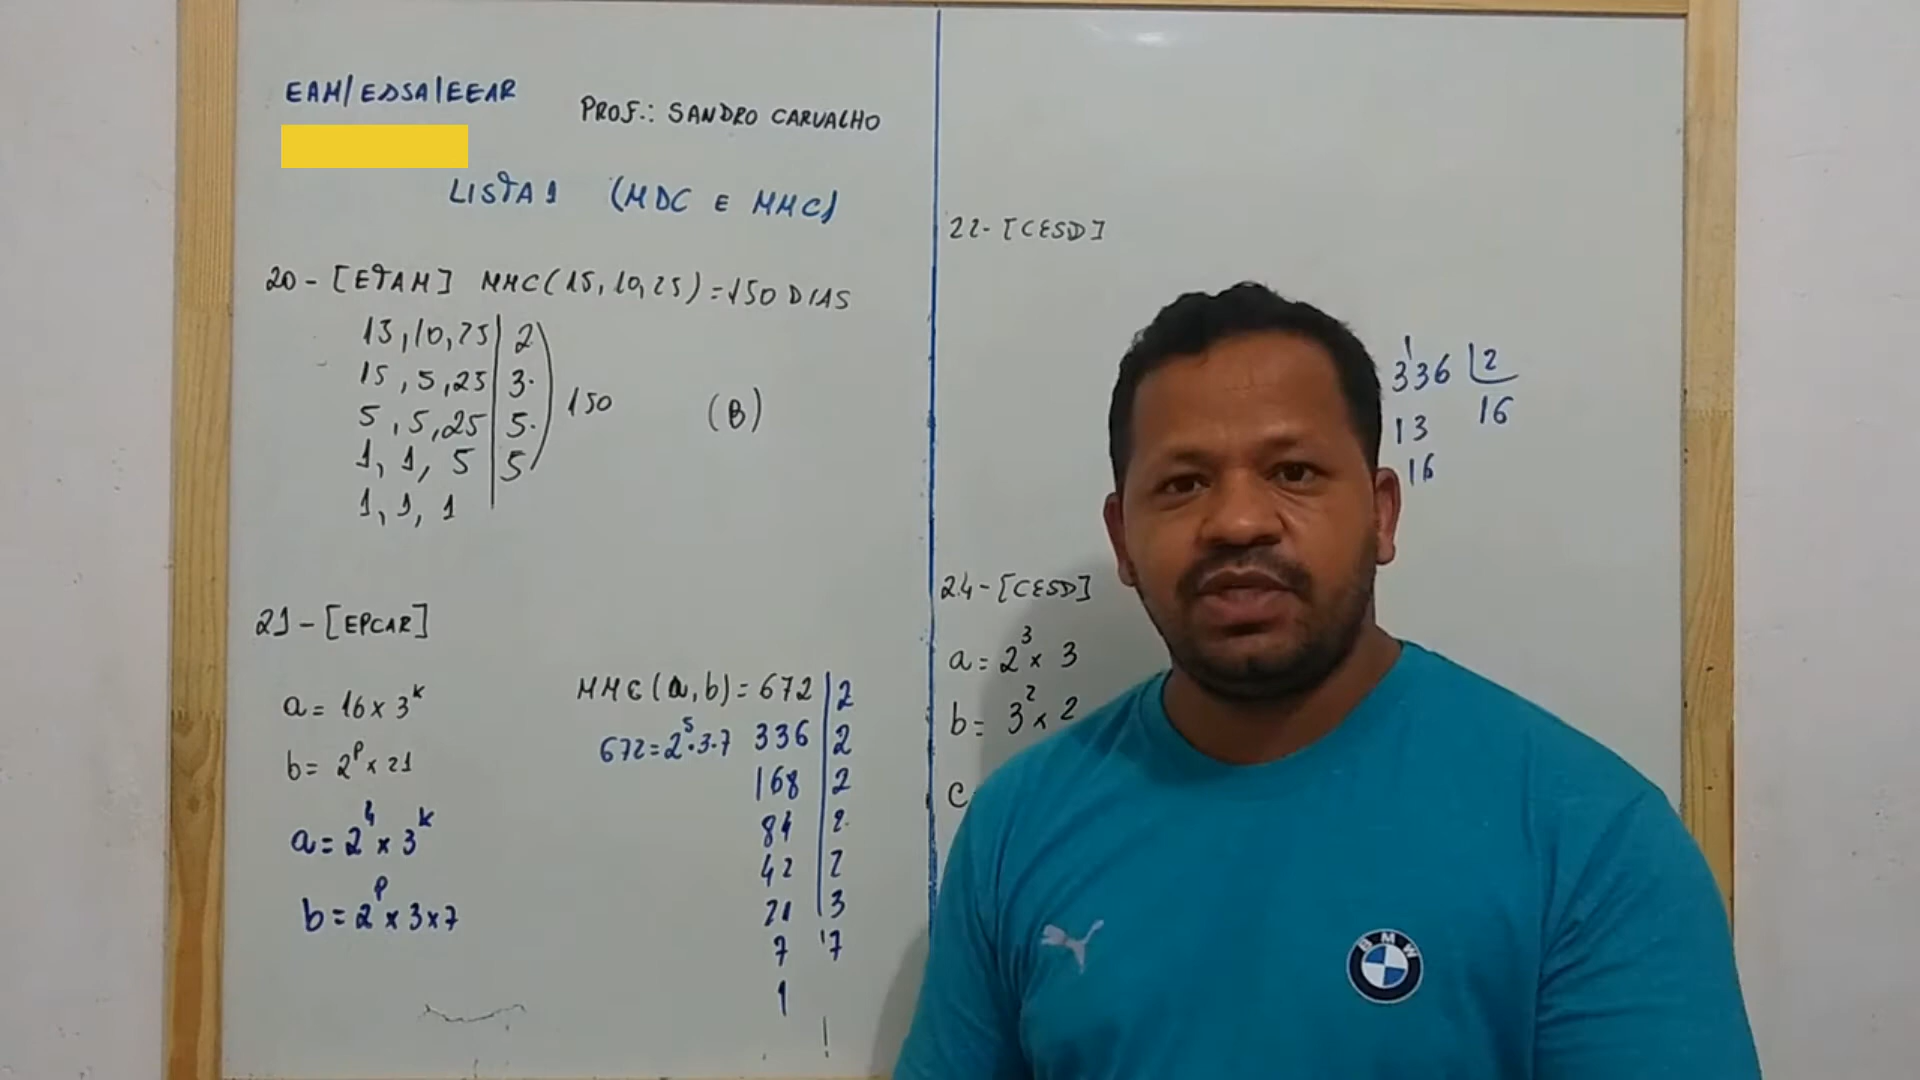 EAM/EDSA/EEAR
PROF.: SANDRO CARVALHO
LISTA 1 (MDC E MMC)
20 - [ETAM] MMC(15, 10, 25) = 150 DIAS
15, 10, 25 | 2
15, 5, 25 | 3.
5, 5, 25 | 5.
1, 1, 5 | 5
1, 1, 1
150
(B)
21 - [EPCAR]
a = 16 x 3^k
b = 2^p x 21
a = 2^4 x 3^k
b = 2^p x 3 x 7
MMC(a, b) = 672 | 2
672 = 2^5 . 3 . 7 336 | 2
168 | 2
84 | 2
42 | 2
21 | 3
7 7
1
22- [CESD]
336 | 2
1
13 16
16
24- [CESD]
a = 2^3 x 3
b = 3^2 x 2
C
BMW